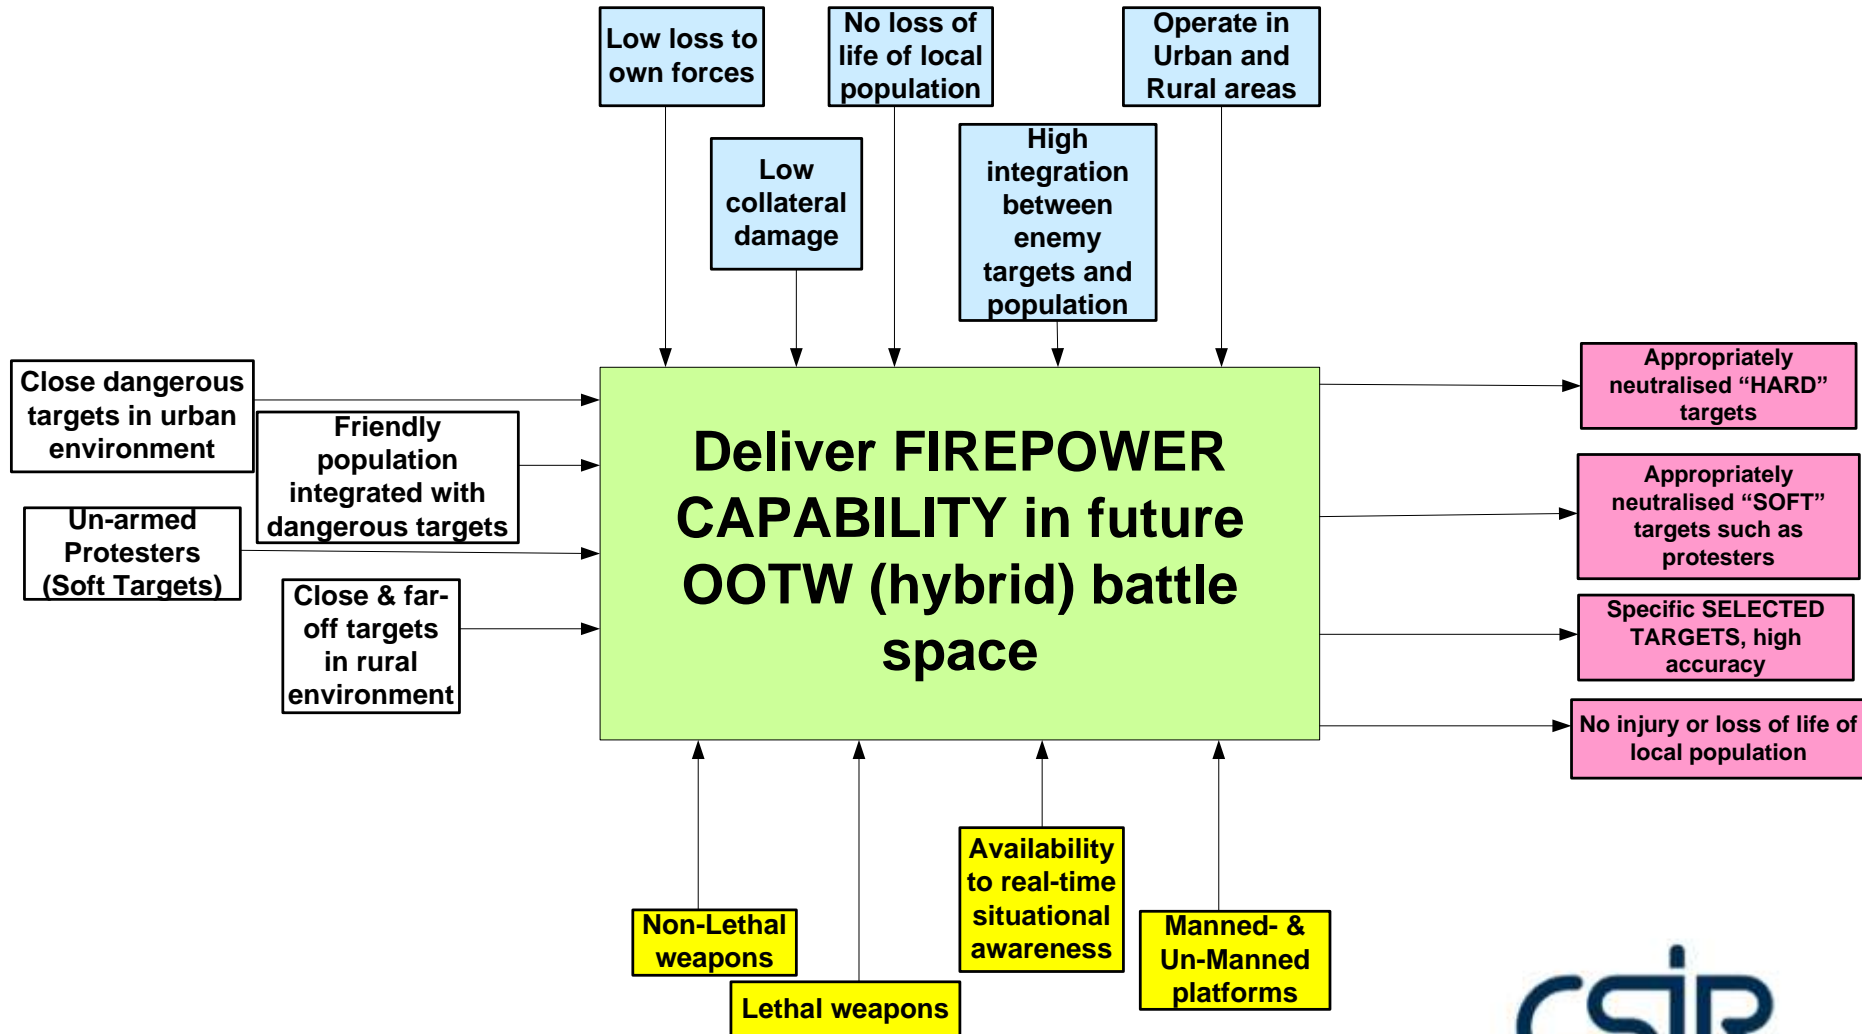 Low loss to
own forces
No loss of
life of local
population
Operate in
Urban and
Rural areas
Low
collateral
damage
High
integration
between
enemy
targets and
population
Close dangerous
targets in urban
environment
Friendly
population
integrated with
dangerous targets
Un-armed
Protesters
(Soft Targets)
Close & far-
off targets
in rural
environment
Deliver FIREPOWER
CAPABILITY in future
OOTW (hybrid) battle
space
Appropriately
neutralised “HARD”
targets
Appropriately
neutralised “SOFT”
targets such as
protesters
Specific SELECTED
TARGETS, high
accuracy
No injury or loss of life of
local population
Non-Lethal
weapons
Lethal weapons
Availability
to real-time
situational
awareness
Manned- &
Un-Manned
platforms
CSIR